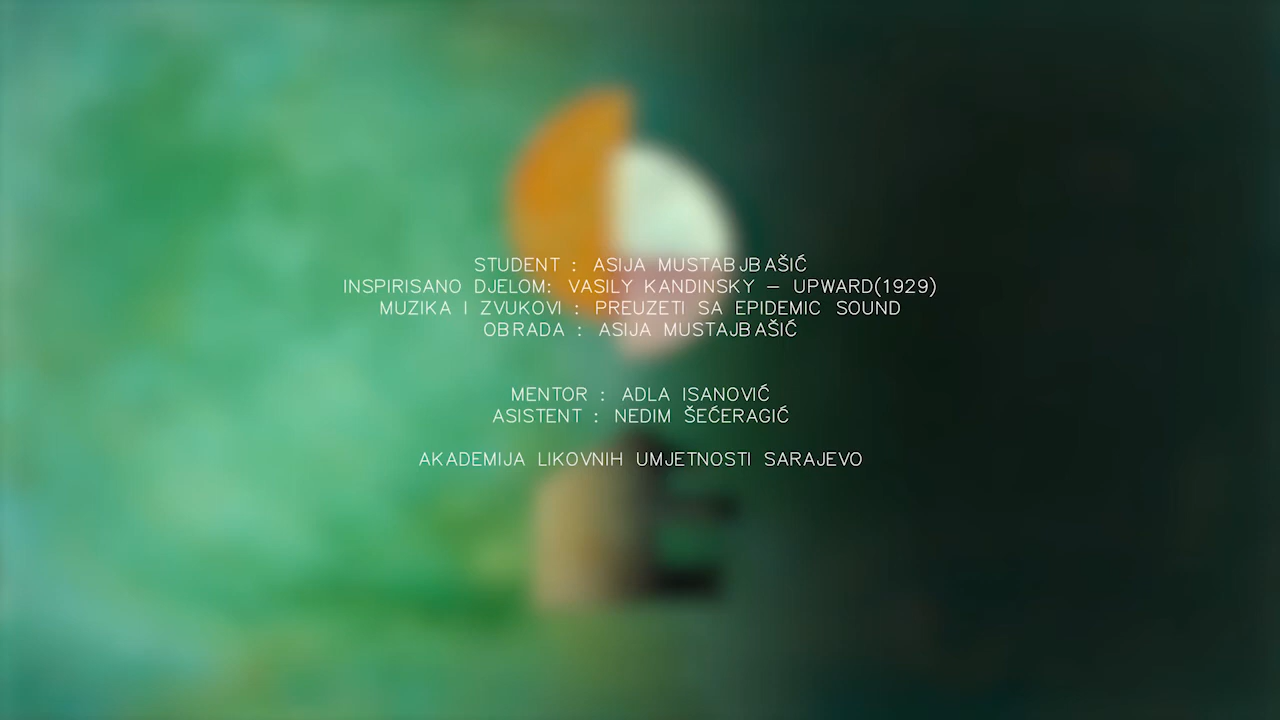 STUDENT : ASIJA MUSTABJBAŠIĆ
INSPIRISANO DJELOM: VASILY KANDINSKY – UPWARD(1929)
MUZIKA I ZVUKOVI : PREUZETI SA EPIDEMIC SOUND
OBRADA : ASIJA MUSTAJBAŠIĆ
MENTOR : ADLA ISANOVIĆ
ASISTENT : NEDIM ŠEĆERAGIĆ
AKADEMIJA LIKOVNIH UMJETNOSTI SARAJEVO